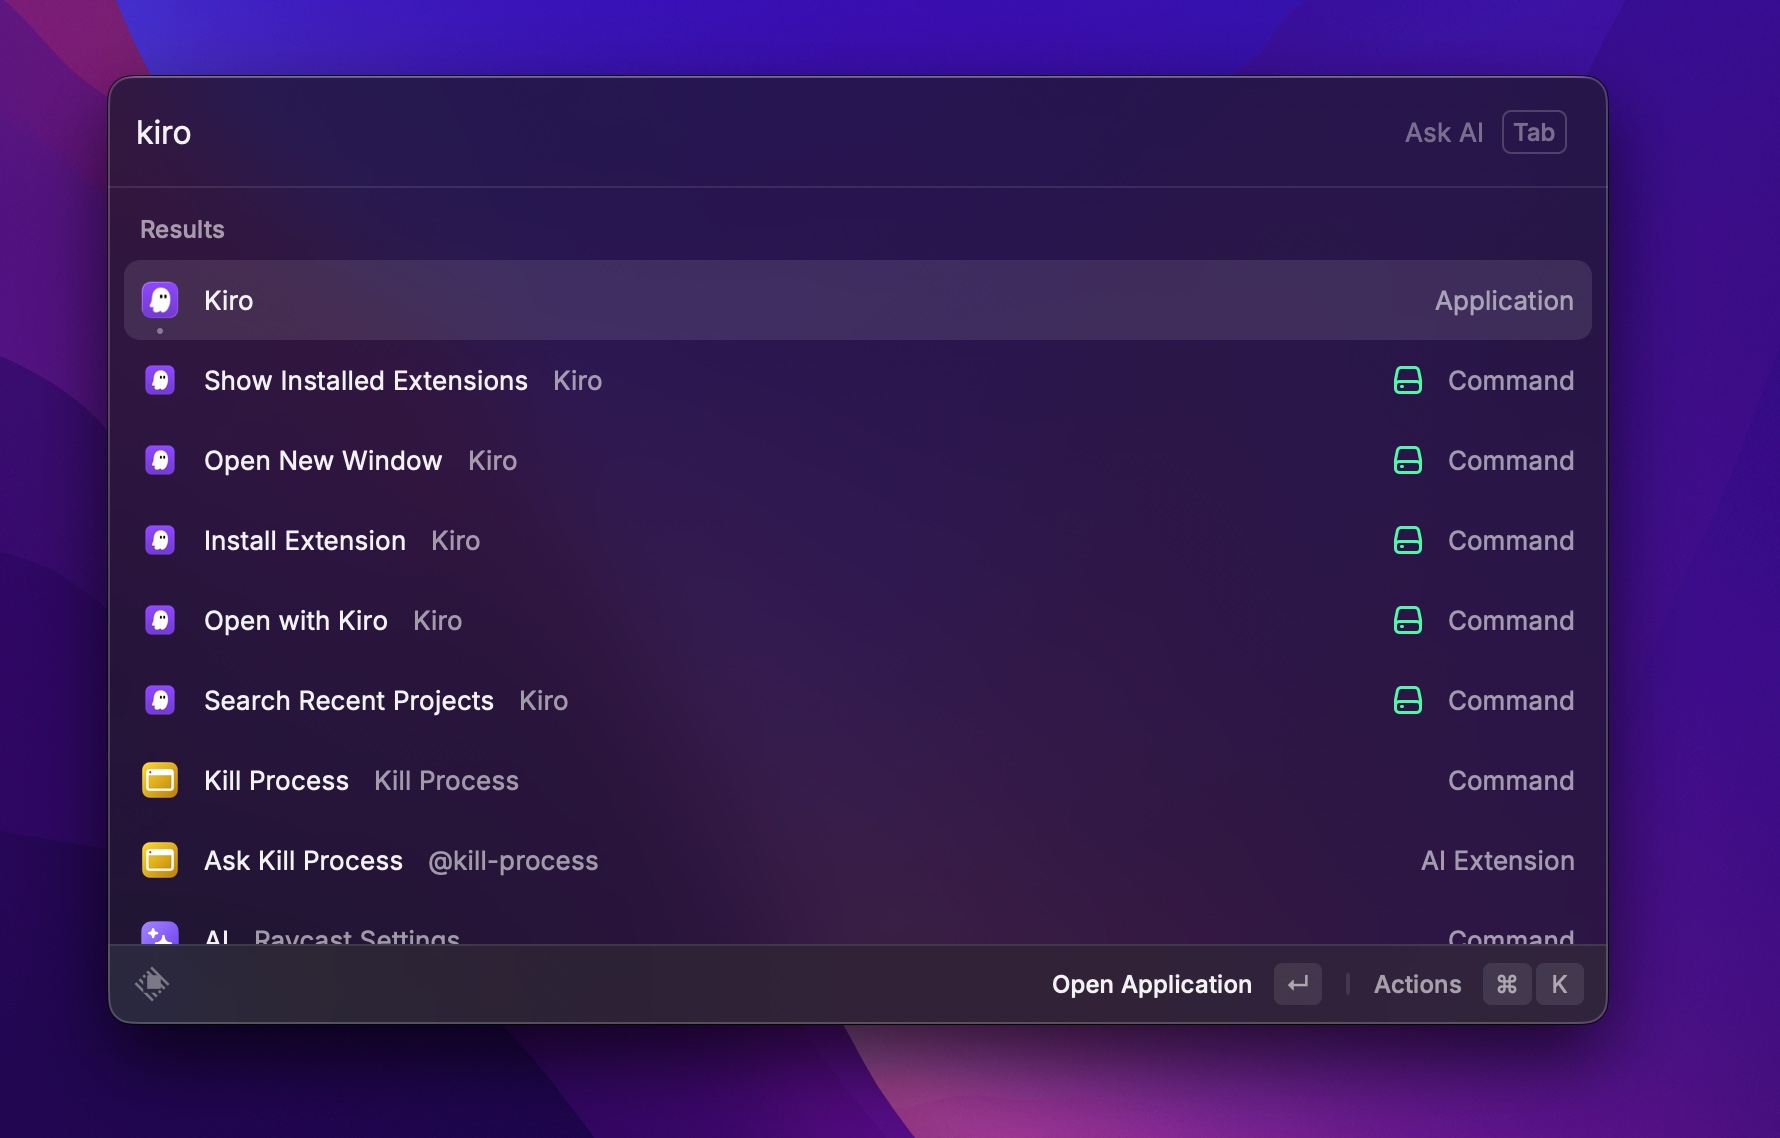 kiro Ask AI Tab
Results
Kiro Application
Show Installed Extensions Kiro Command
Open New Window Kiro Command
Install Extension Kiro Command
Open with Kiro Kiro Command
Search Recent Projects Kiro Command
Kill Process Kill Process Command
Ask Kill Process @kill-process AI Extension
AI Raycast Settings Command
Open Application ↵ Actions ⌘ K